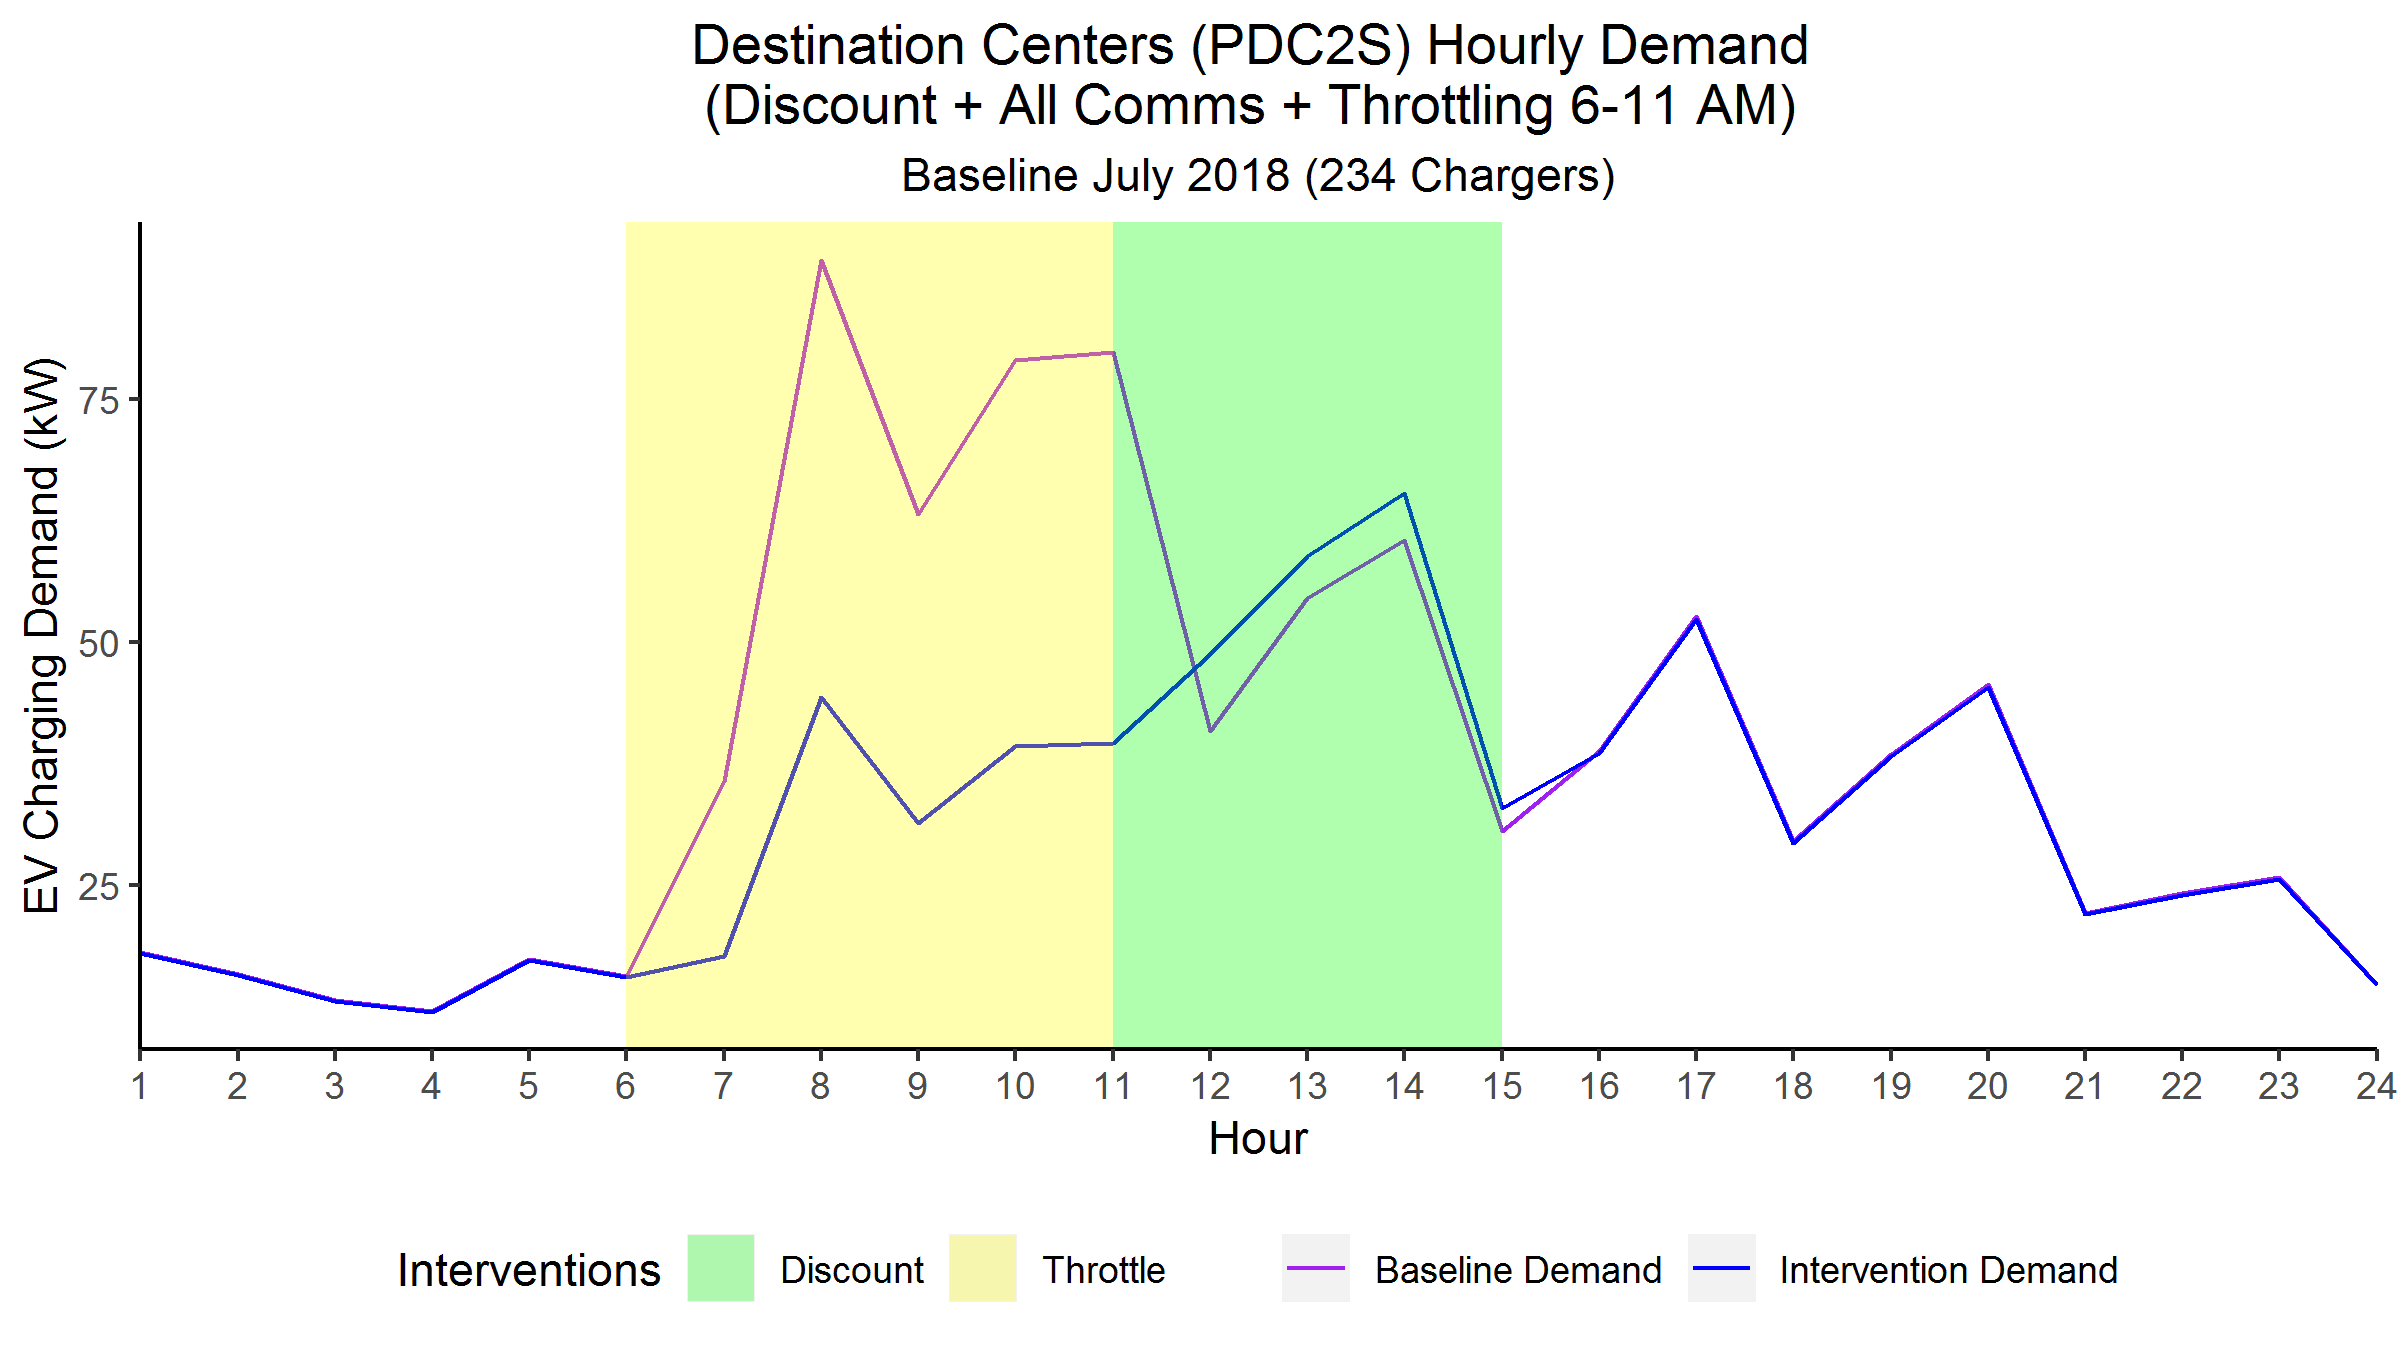 Destination Centers (PDC2S) Hourly Demand
(Discount + All Comms + Throttling 6-11 AM)
Baseline July 2018 (234 Chargers)
EV Charging Demand (kW)
75
50
25
1 2 3 4 5 6 7 8 9 10 11 12 13 14 15 16 17 18 19 20 21 22 23 24
Hour
Interventions Discount Throttle Baseline Demand Intervention Demand